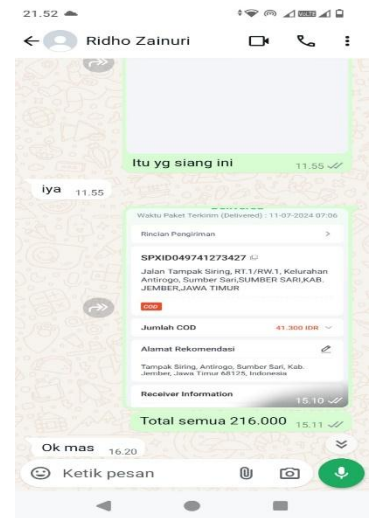 21.52
Ridho Zainuri
Itu yg siang ini
11.55
iya 11.55
Waktu Paket Terkirim (Delivered) : 11-07-2024 07:06
Rincian Pengiriman
SPXID049741273427
Jalan Tampak Siring, RT.1/RW.1, Kelurahan
Antirogo, Sumber Sari,SUMBER SARI,KAB.
JEMBER,JAWA TIMUR
COD
Jumlah COD 41.300 IDR
Alamat Rekomendasi
Tampak Siring, Antirogo, Sumber Sari, Kab.
Jember, Jawa Timur 68125, Indonesia
Receiver Information
15.10
Total semua 216.000 15.11
Ok mas 16.20
Ketik pesan